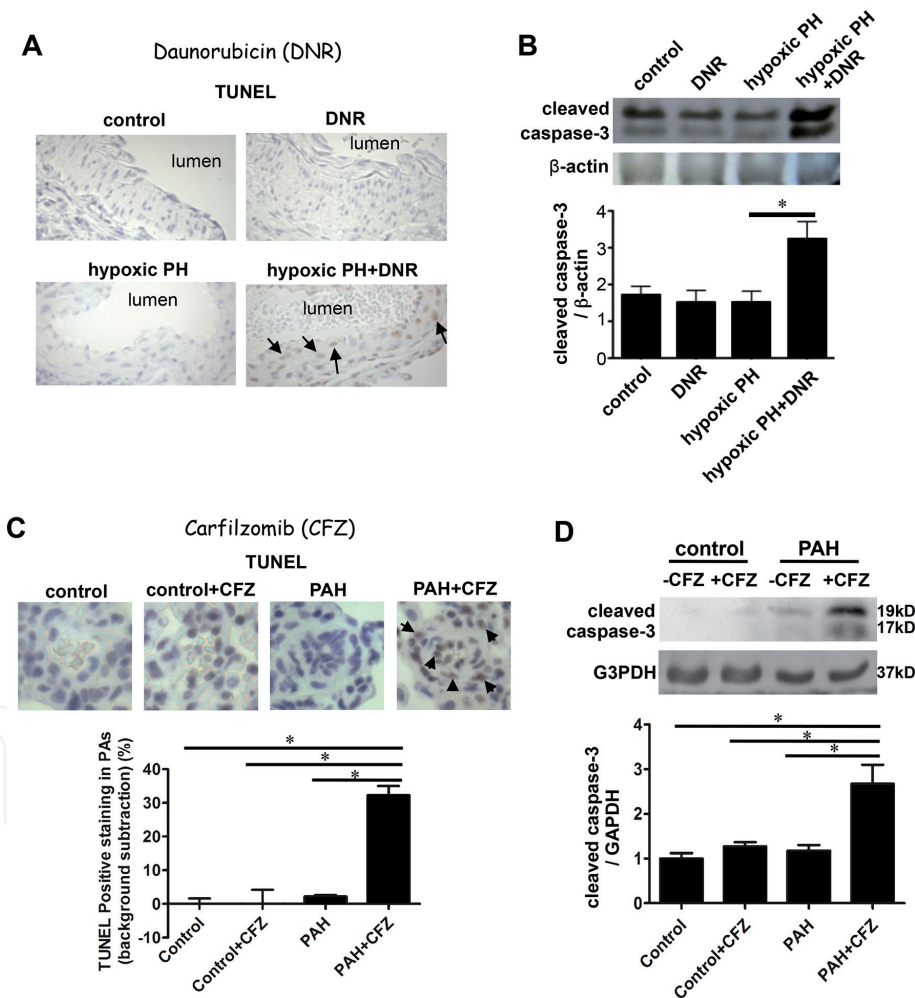 A
Daunorubicin (DNR)
TUNEL
control
DNR
lumen
lumen
hypoxic PH
hypoxic PH+DNR
lumen
lumen
B
control
DNR
hypoxic PH
hypoxic PH
+DNR
cleaved
caspase-3
β-actin
cleaved caspase-3
/ β-actin
4
3
2
1
0
*
control
DNR
hypoxic PH
hypoxic PH+DNR
C
Carfilzomib (CFZ)
TUNEL
control
control+CFZ
PAH
PAH+CFZ
TUNEL Positive staining in PAs
(background subtraction) (%)
*
*
*
40
30
20
10
0
-10
Control
Control+CFZ
PAH
PAH+CFZ
D
control
PAH
-CFZ +CFZ -CFZ +CFZ
cleaved
caspase-3
19kD
17kD
G3PDH
37kD
cleaved caspase-3
/ GAPDH
*
*
*
4
3
2
1
0
Control
Control+CFZ
PAH
PAH+CFZ